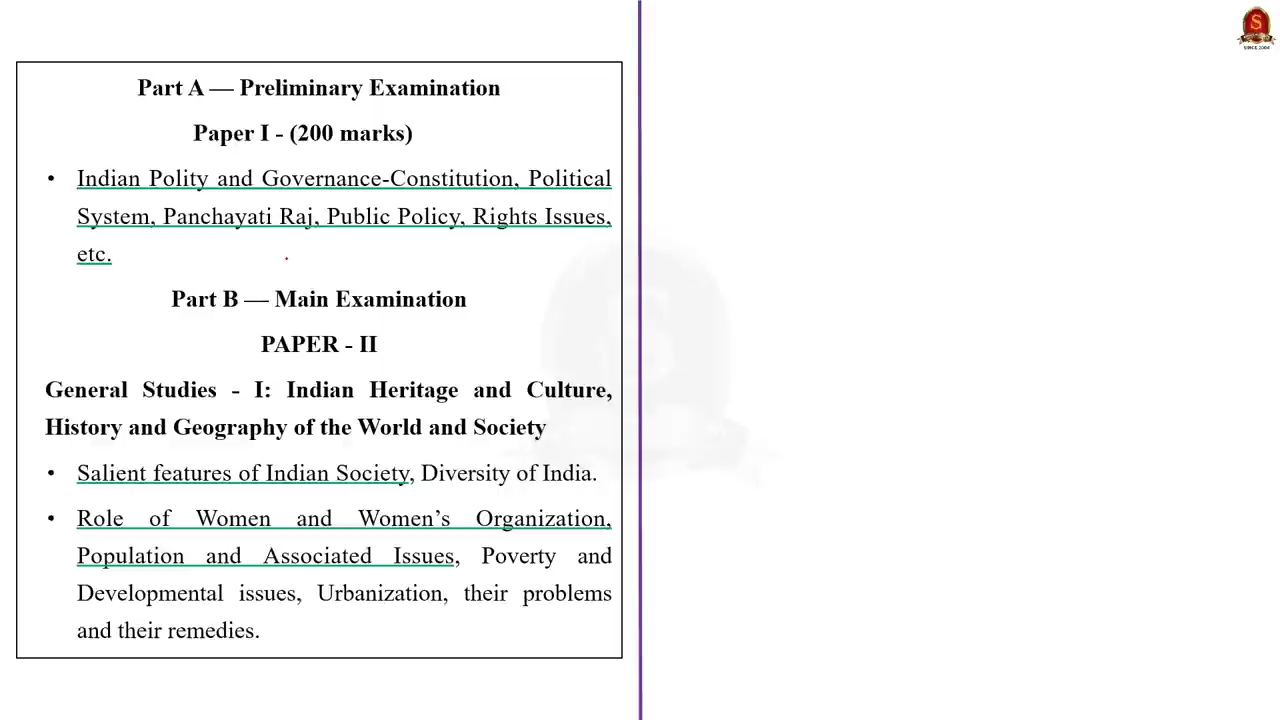 Part A — Preliminary Examination
Paper I - (200 marks)
• Indian Polity and Governance-Constitution, Political
System, Panchayati Raj, Public Policy, Rights Issues,
etc.
Part B — Main Examination
PAPER - II
General Studies - I: Indian Heritage and Culture,
History and Geography of the World and Society
• Salient features of Indian Society, Diversity of India.
• Role of Women and Women’s Organization,
Population and Associated Issues, Poverty and
Developmental issues, Urbanization, their problems
and their remedies.
S
SINCE 2004